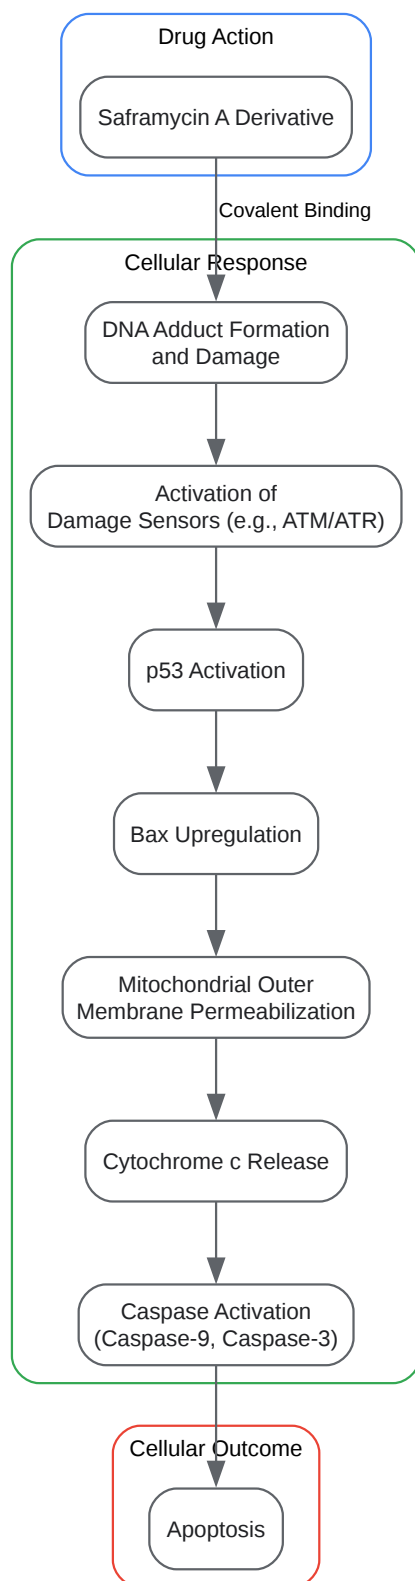 Drug Action
Saframycin A Derivative
Covalent Binding
Cellular Response
DNA Adduct Formation
and Damage
Activation of
Damage Sensors (e.g., ATM/ATR)
p53 Activation
Bax Upregulation
Mitochondrial Outer
Membrane Permeabilization
Cytochrome c Release
Caspase Activation
(Caspase-9, Caspase-3)
Cellular Outcome
Apoptosis